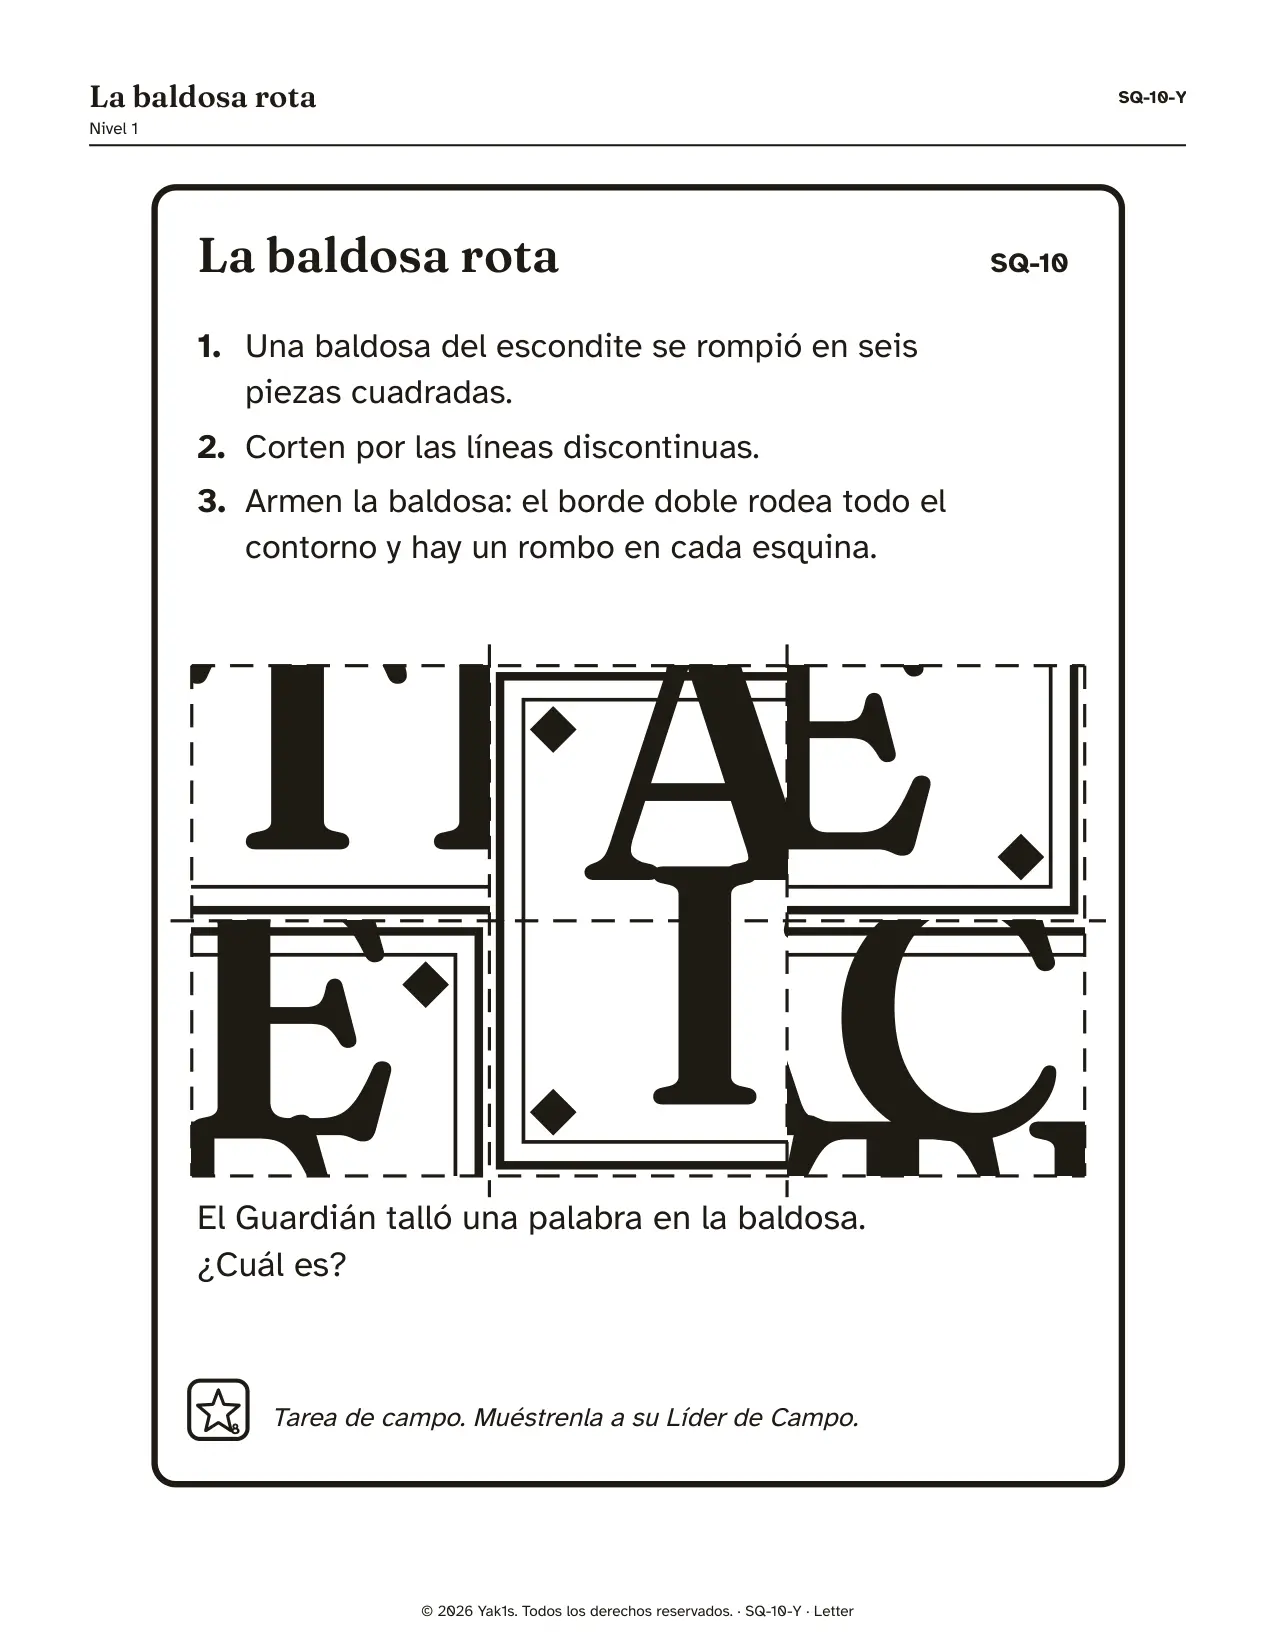 La baldosa rota
SQ-10-Y
Nivel 1
La baldosa rota
SQ-10
1. Una baldosa del escondite se rompió en seis
piezas cuadradas.
2. Corten por las líneas discontinuas.
3. Armen la baldosa: el borde doble rodea todo el
contorno y hay un rombo en cada esquina.
A
E
E
I
C
El Guardián talló una palabra en la baldosa.
¿Cuál es?
8
Tarea de campo. Muéstrenla a su Líder de Campo.
© 2026 Yak1s. Todos los derechos reservados. · SQ-10-Y · Letter